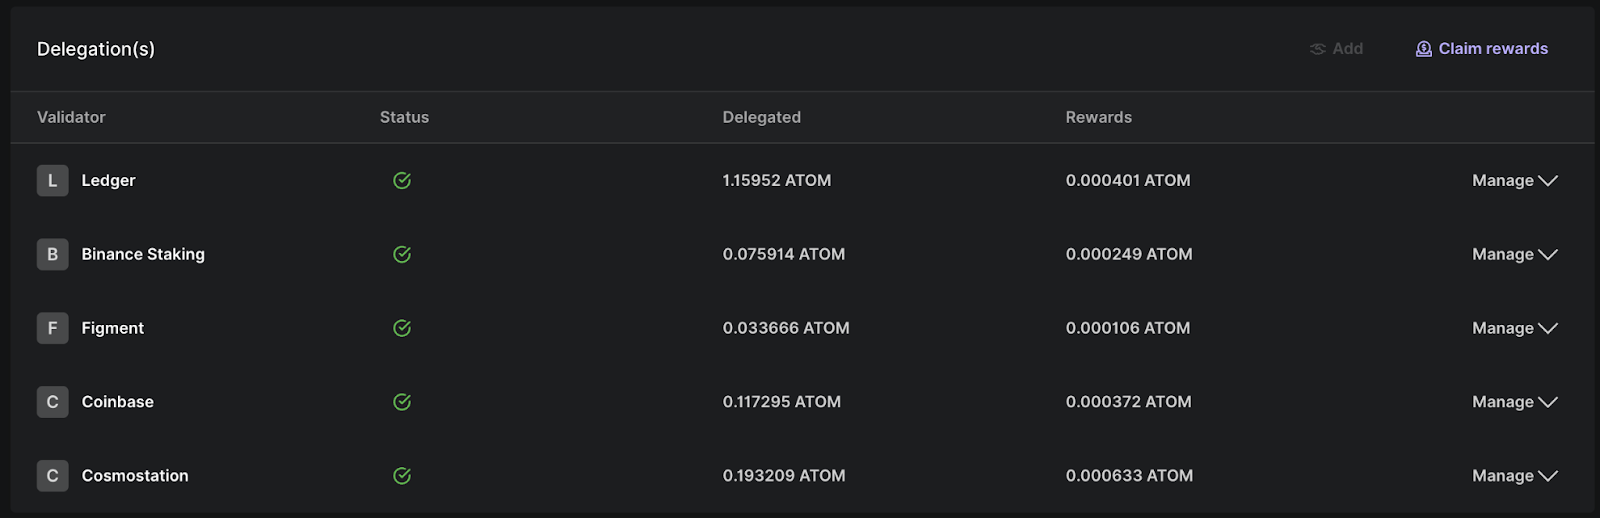 Delegation(s) Add Claim rewards
Validator Status Delegated Rewards
L Ledger 1.15952 ATOM 0.000401 ATOM Manage
B Binance Staking 0.075914 ATOM 0.000249 ATOM Manage
F Figment 0.033666 ATOM 0.000106 ATOM Manage
C Coinbase 0.117295 ATOM 0.000372 ATOM Manage
C Cosmostation 0.193209 ATOM 0.000633 ATOM Manage